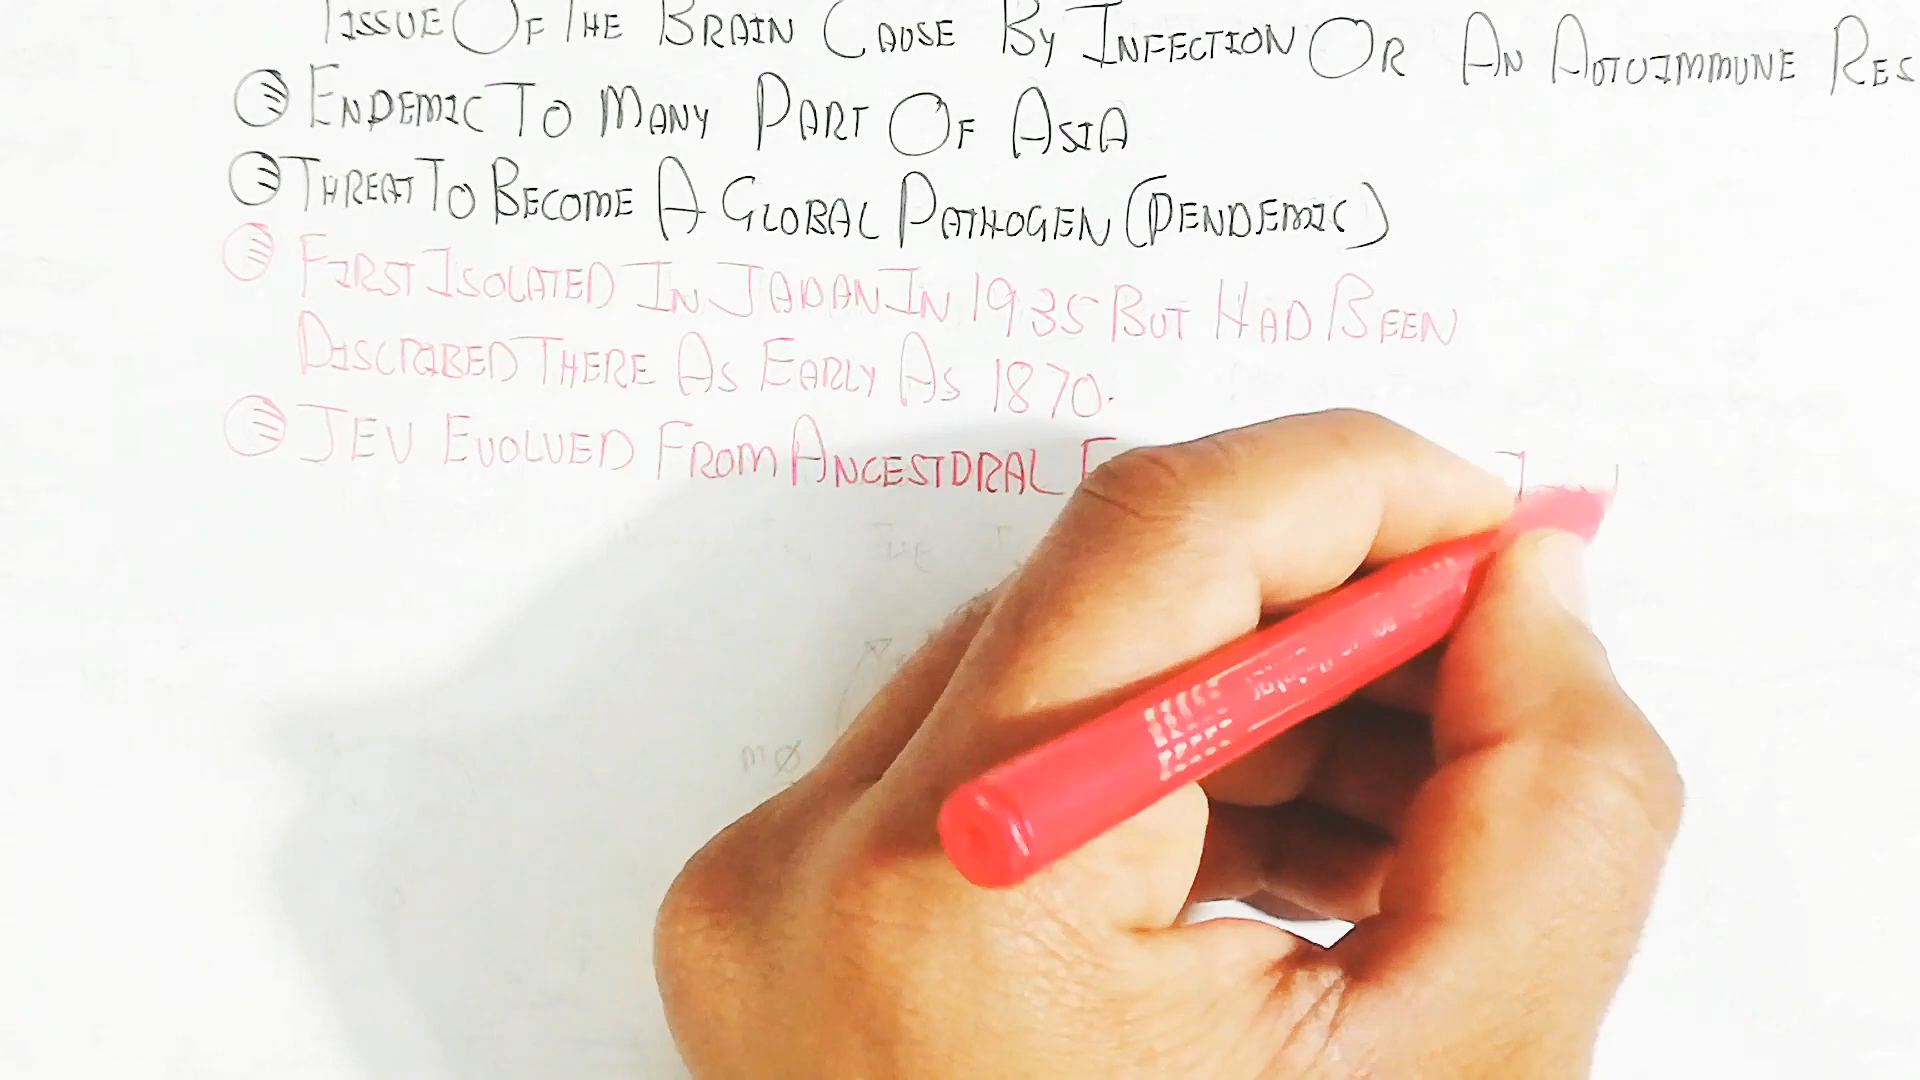 TISSUE OF THE BRAIN CAUSE BY INFECTION OR AN AUTOIMMUNE RES
ENDEMIC TO MANY PART OF ASIA
THREAT TO BECOME A GLOBAL PATHOGEN (PENDEMIC)
FIRST ISOLATED IN JAPAN IN 1935 BUT HAD BEEN
DISCRIBED THERE AS EARLY AS 1870.
JEV EVOLVED FROM ANCESTORAL